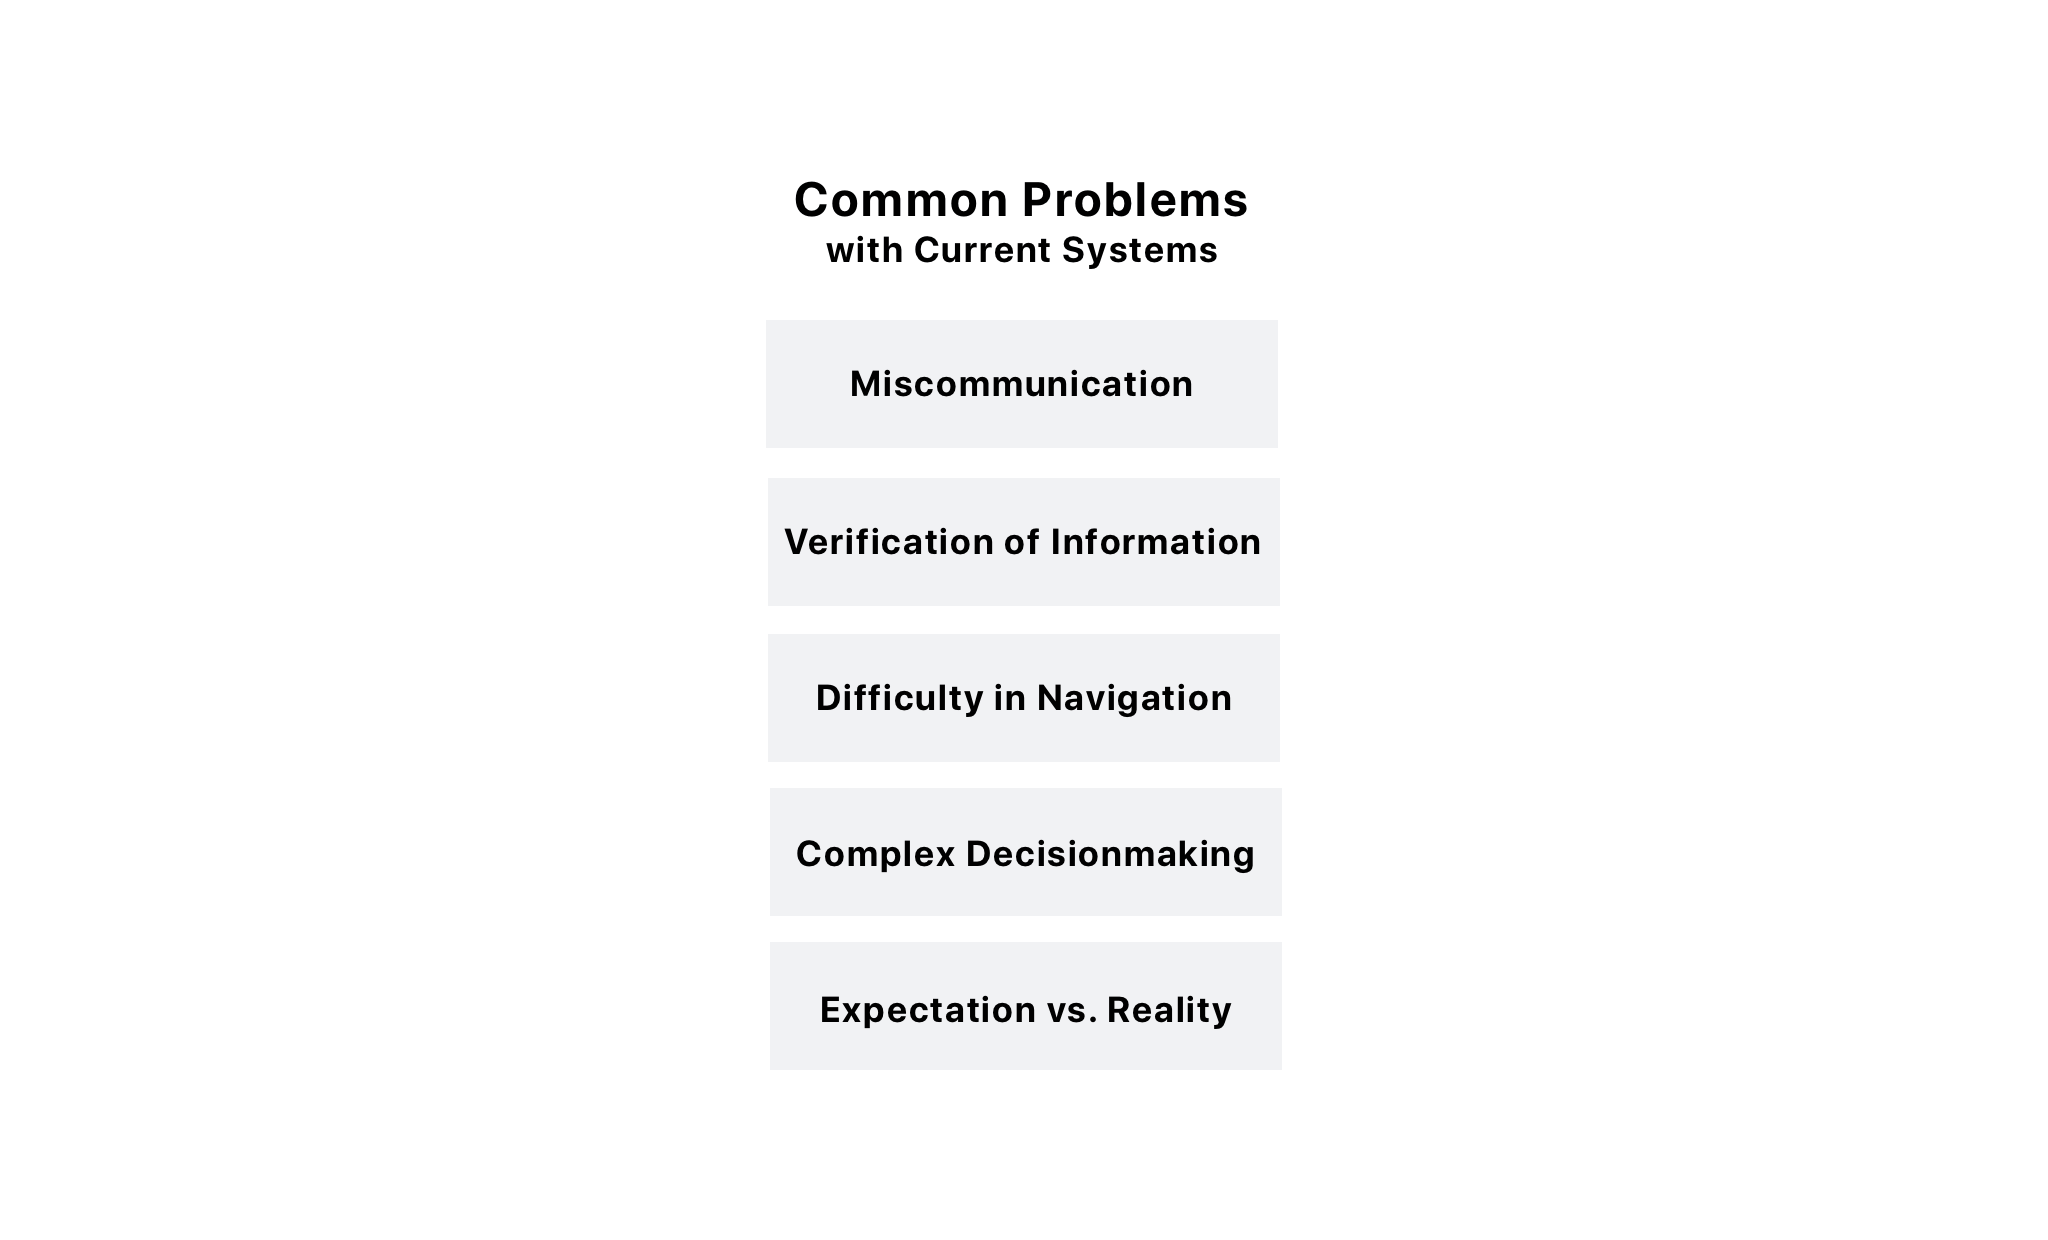 Common Problems
with Current Systems
Miscommunication
Verification of Information
Difficulty in Navigation
Complex Decisionmaking
Expectation vs. Reality